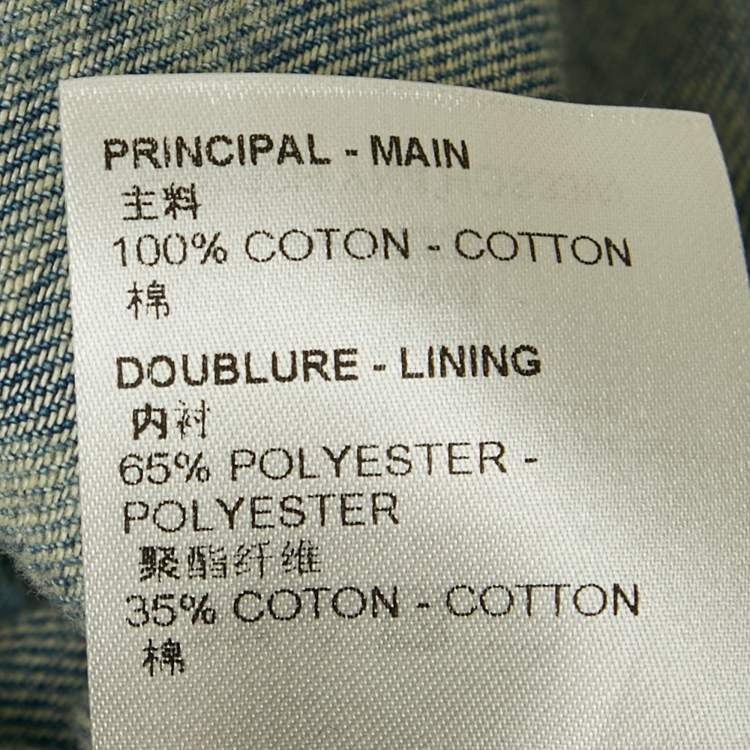 PRINCIPAL - MAIN
主料
100% COTON - COTTON
棉
DOUBLURE - LINING
内衬
65% POLYESTER -
POLYESTER
聚酯纤维
35% COTON - COTTON
棉